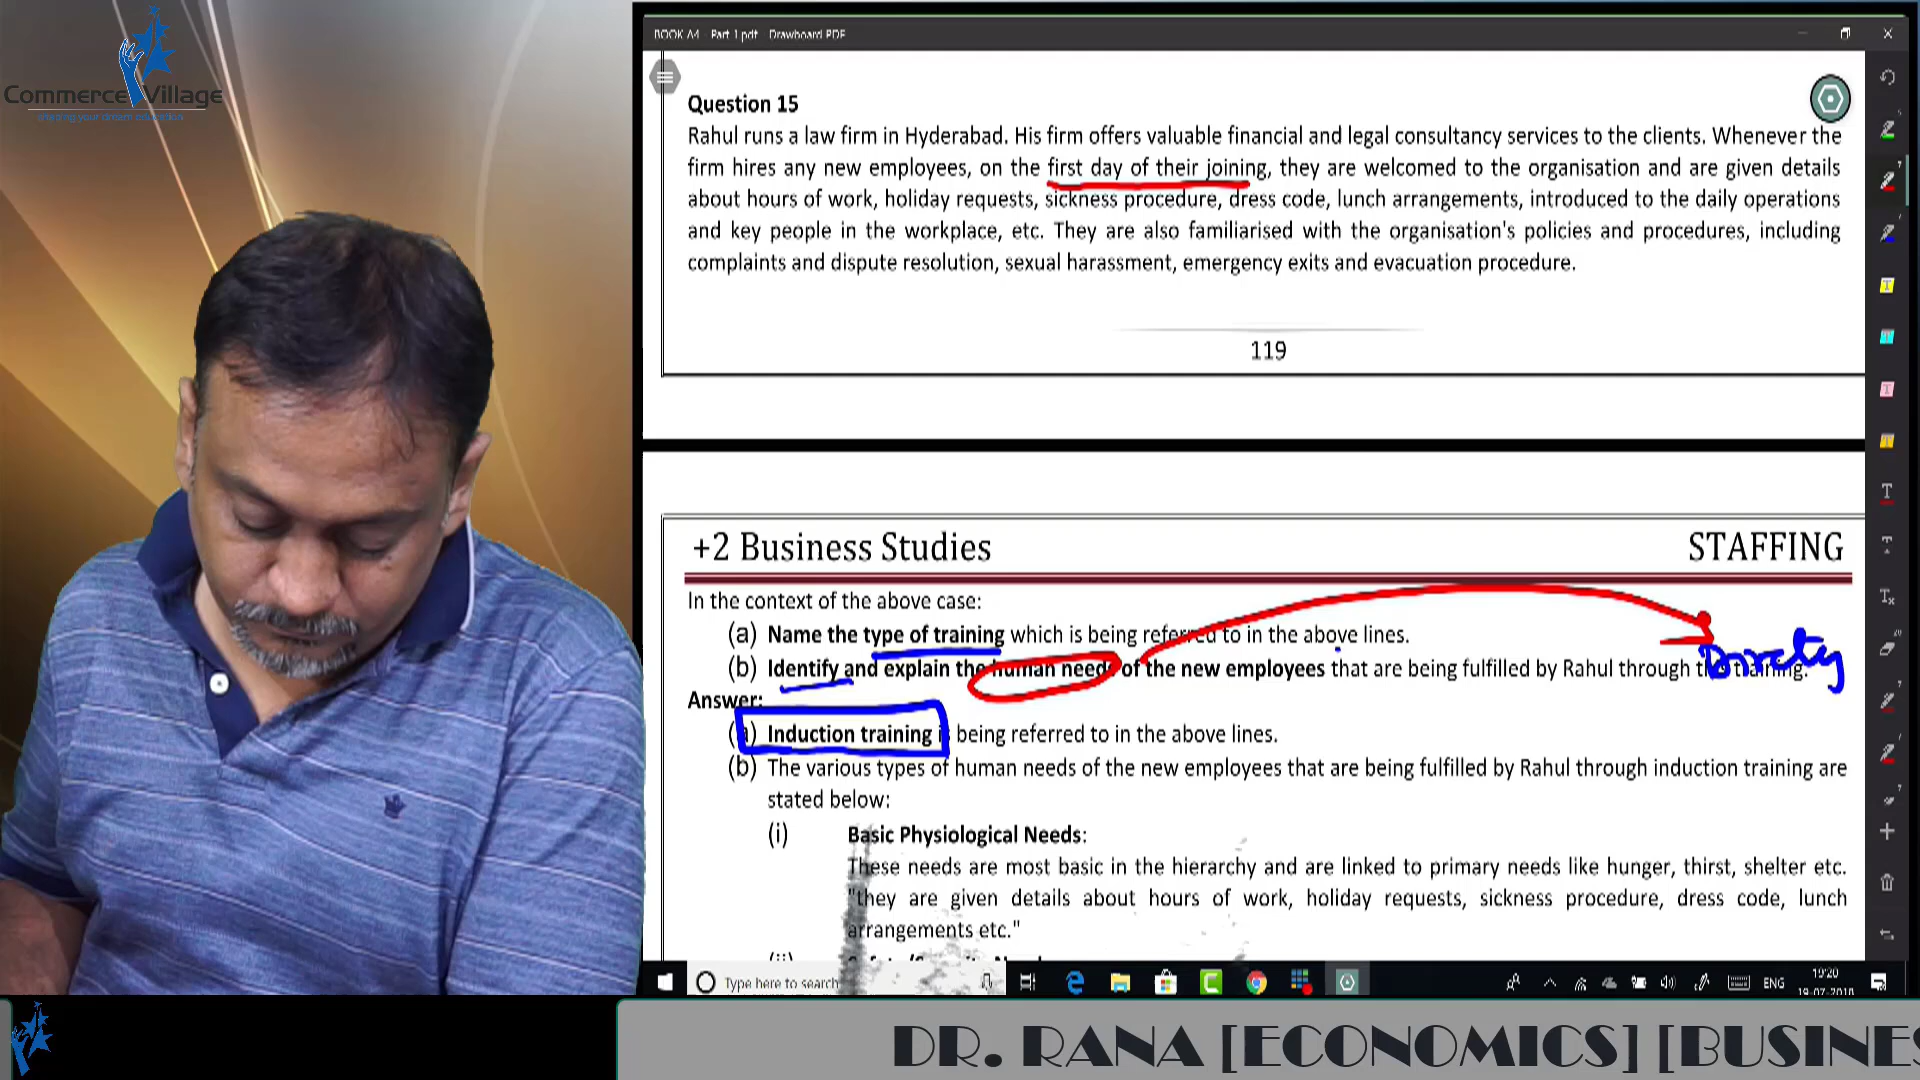 Commerce Village
BOOK A4 - Part 1.pdf - Drawboard PDF
Question 15
Rahul runs a law firm in Hyderabad. His firm offers valuable financial and legal consultancy services to the clients. Whenever the
firm hires any new employees, on the first day of their joining, they are welcomed to the organisation and are given details
about hours of work, holiday requests, sickness procedure, dress code, lunch arrangements, introduced to the daily operations
and key people in the workplace, etc. They are also familiarised with the organisation's policies and procedures, including
complaints and dispute resolution, sexual harassment, emergency exits and evacuation procedure.
119
+2 Business Studies STAFFING
In the context of the above case:
(a) Name the type of training which is being referred to in the above lines.
(b) Identify and explain the human needs of the new employees that are being fulfilled by Rahul through this training.
Answer:
(a) Induction training is being referred to in the above lines.
(b) The various types of human needs of the new employees that are being fulfilled by Rahul through induction training are
stated below:
(i) Basic Physiological Needs:
These needs are most basic in the hierarchy and are linked to primary needs like hunger, thirst, shelter etc.
"they are given details about hours of work, holiday requests, sickness procedure, dress code, lunch
arrangements etc."
Type here to search
ENG
19:20
19-07-2018
DR. RANA [ECONOMICS] [BUSINES